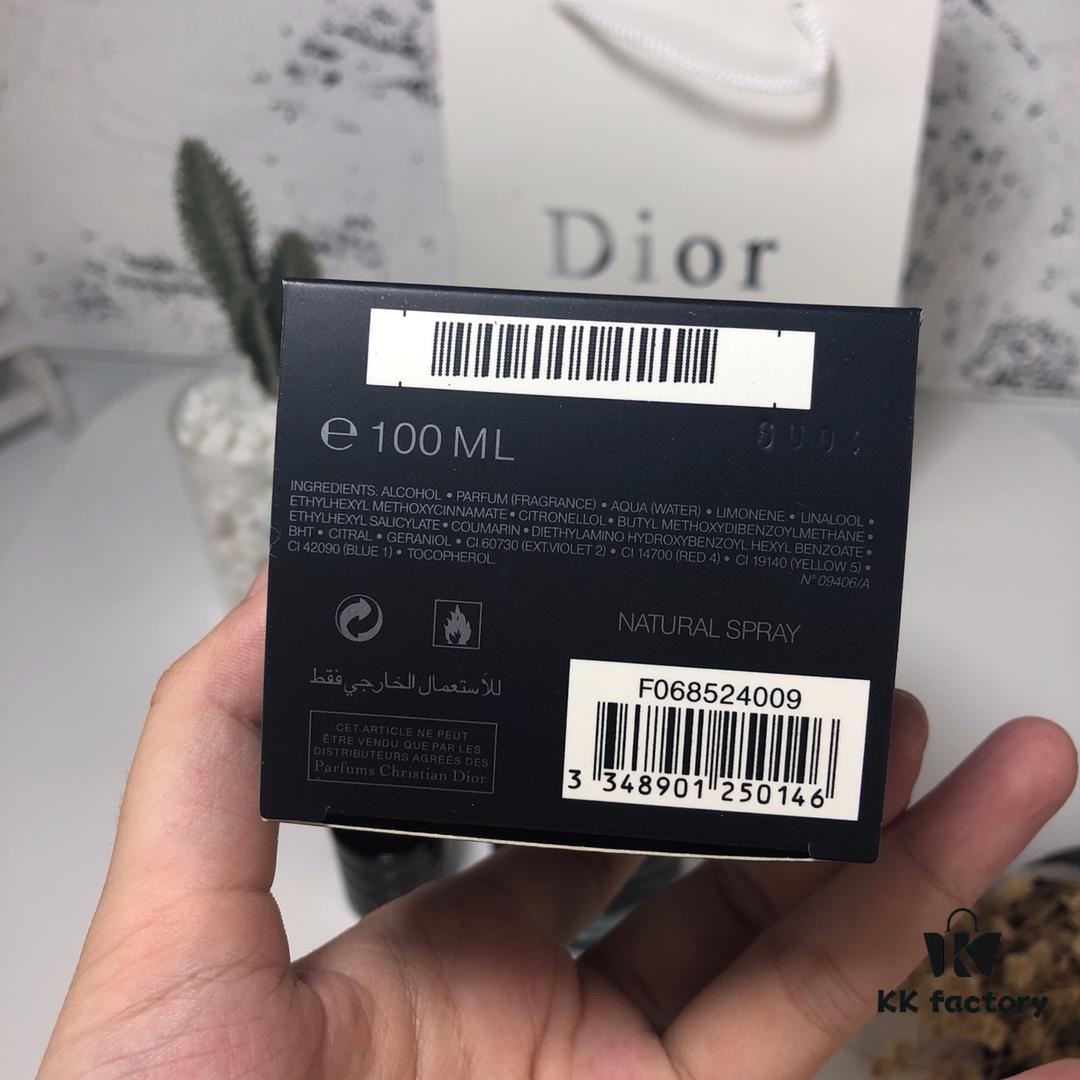 Dior
e 100 ML
INGREDIENTS: ALCOHOL • PARFUM (FRAGRANCE) • AQUA (WATER) • LIMONENE • LINALOOL •
ETHYLHEXYL METHOXYCINNAMATE • CITRONELLOL • BUTYL METHOXYDIBENZOYLMETHANE •
ETHYLHEXYL SALICYLATE • COUMARIN • DIETHYLAMINO HYDROXYBENZOYL HEXYL BENZOATE •
BHT • CITRAL • GERANIOL • CI 60730 (EXT.VIOLET 2) • CI 14700 (RED 4) • CI 19140 (YELLOW 5) •
CI 42090 (BLUE 1) • TOCOPHEROL.
N° 09406/A
NATURAL SPRAY
للأستعمال الخارجي فقط
CET ARTICLE NE PEUT
ÊTRE VENDU QUE PAR LES
DISTRIBUTEURS AGRÉES DES
Parfums Christian Dior
F068524009
3 348901 250146
KK factory